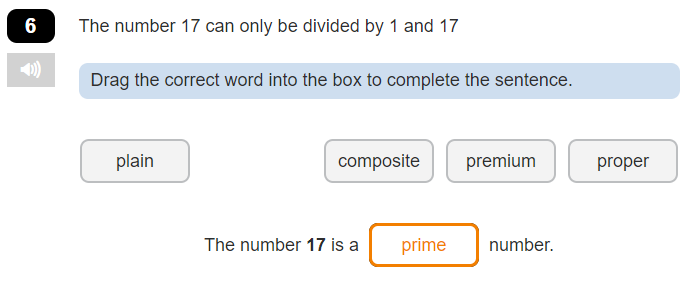 6 The number 17 can only be divided by 1 and 17
Drag the correct word into the box to complete the sentence.
plain composite premium proper
The number 17 is a prime number.